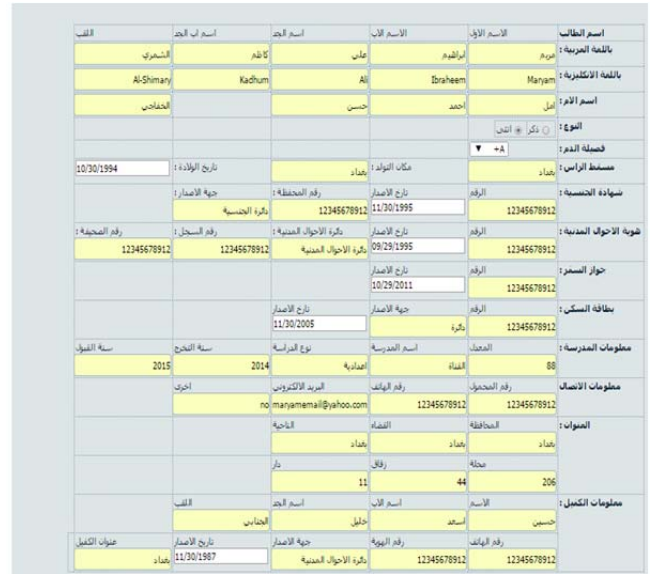 اسم الطالب الاسم الاول الاسم الاب اسم الجد اسم اب الجد اللقب
باللغة العربية : مريم ابراهيم علي كاظم الشمري
باللغة الانكليزية : Maryam Ibraheem Ali Kadhum Al-Shimary
اسم الام : امل احمد حسن الخفاجي
النوع : ذكر انثى
فصيلة الدم : A+
مسقط الراس : بغداد مكان التولد : بغداد تاريخ الولادة : 10/30/1994
شهادة الجنسية : الرقم تارخ الاصدار رقم المحفظة : جهة الاصدار :
12345678912 11/30/1995 12345678912 دائرة الجنسية
هوية الاحوال المدنية : الرقم تارخ الاصدار دائرة الاحوال المدنية : رقم السجل : رقم الصحيفة :
12345678912 09/29/1995 دائرة الاحوال المدنية 12345678912 12345678912
جواز السفر : الرقم تارخ الاصدار
12345678912 10/29/2011
بطاقة السكن : الرقم جهة الاصدار تارخ الاصدار
12345678912 دائرة 11/30/2005
معلومات المدرسة : المعدل اسم المدرسة نوع الدراسة سنة التخرج سنة القبول
88 القناة اعدادية 2014 2015
معلومات الاتصال رقم المحمول رقم الهاتف البريد الالكتروني اخرى
12345678912 12345678912 maryamemail@yahoo.com no
العنوان : المحافظة القضاء الناحية
بغداد بغداد بغداد
محلة زقاق دار
206 44 11
معلومات الكفيل : الاسم اسم الاب اسم الجد اللقب
حسين اسعد خليل الجنابي
رقم الهاتف رقم الهوية جهة الاصدار تاريخ الاصدار عنوان الكفيل
12345678912 12345678912 دائرة الاحوال المدنية 11/30/1987 بغداد